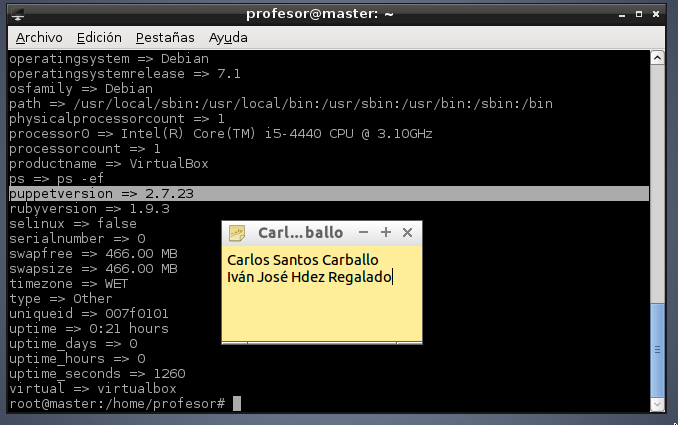 profesor@master: ~
Archivo Edición Pestañas Ayuda
operatingsystem => Debian
operatingsystemrelease => 7.1
osfamily => Debian
path => /usr/local/sbin:/usr/local/bin:/usr/sbin:/usr/bin:/sbin:/bin
physicalprocessorcount => 1
processor0 => Intel(R) Core(TM) i5-4440 CPU @ 3.10GHz
processorcount => 1
productname => VirtualBox
ps => ps -ef
puppetversion => 2.7.23
rubyversion => 1.9.3
selinux => false
serialnumber => 0
swapfree => 466.00 MB
swapsize => 466.00 MB
timezone => WET
type => Other
uniqueid => 007f0101
uptime => 0:21 hours
uptime_days => 0
uptime_hours => 0
uptime_seconds => 1260
virtual => virtualbox
root@master:/home/profesor#
Carl...ballo
Carlos Santos Carballo
Iván José Hdez Regalado